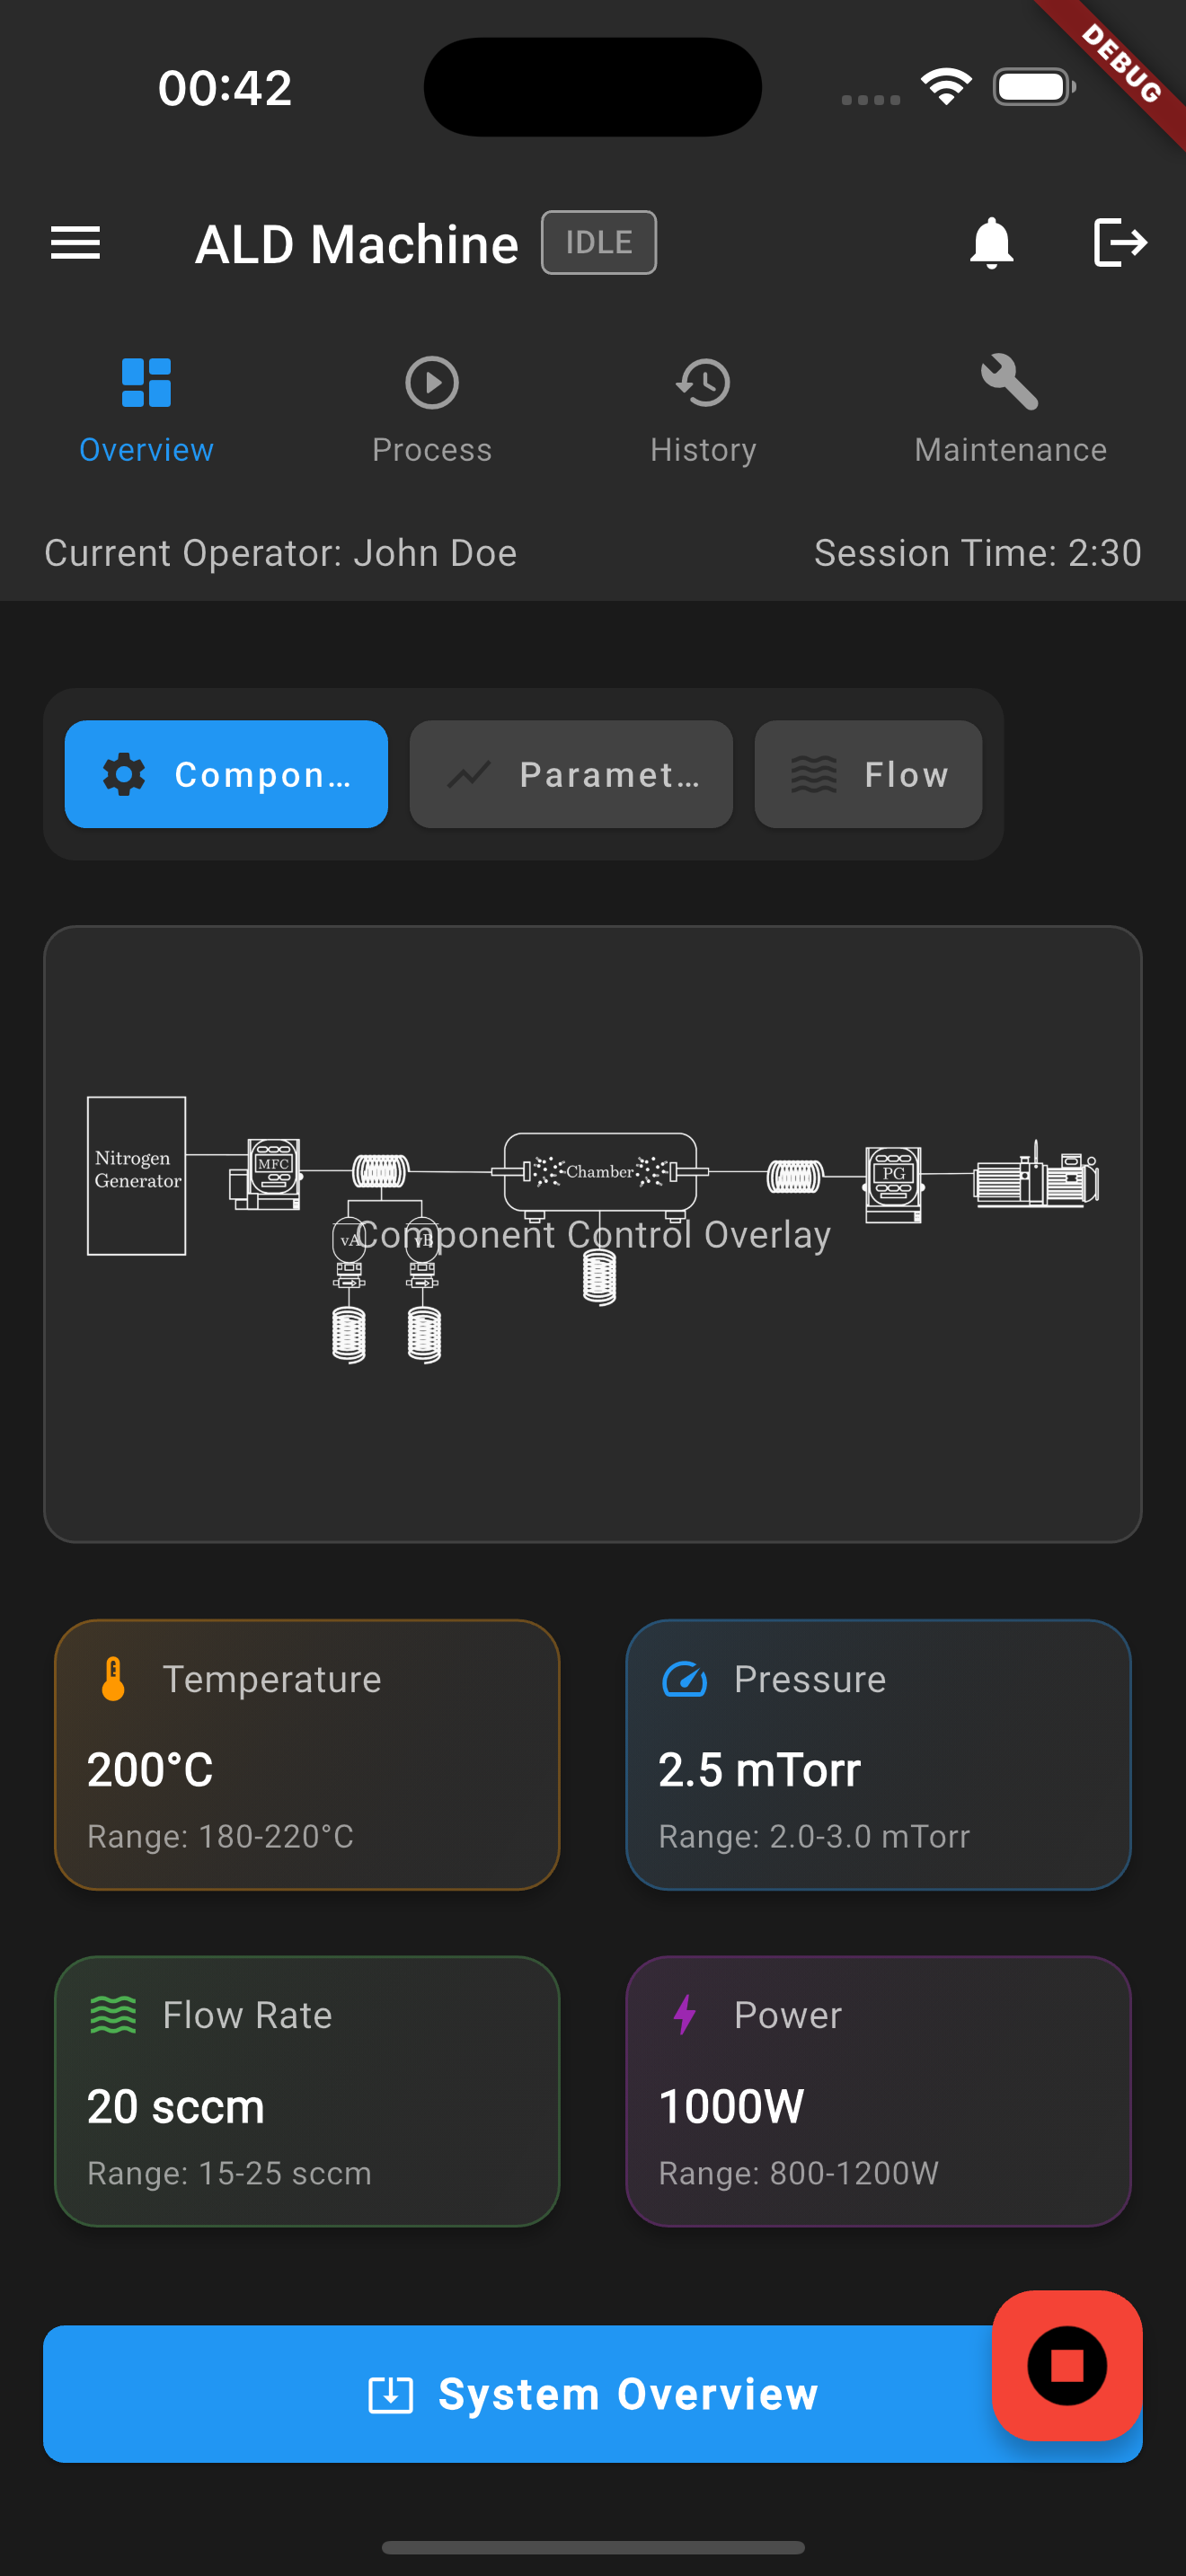 00:42
DEBUG
ALD Machine
IDLE
Overview
Process
History
Maintenance
Current Operator: John Doe
Session Time: 2:30
Compon…
Paramet…
Flow
Nitrogen
Generator
MFC
Chamber
PG
vA
vB
Component Control Overlay
Temperature
200°C
Range: 180-220°C
Pressure
2.5 mTorr
Range: 2.0-3.0 mTorr
Flow Rate
20 sccm
Range: 15-25 sccm
Power
1000W
Range: 800-1200W
System Overview